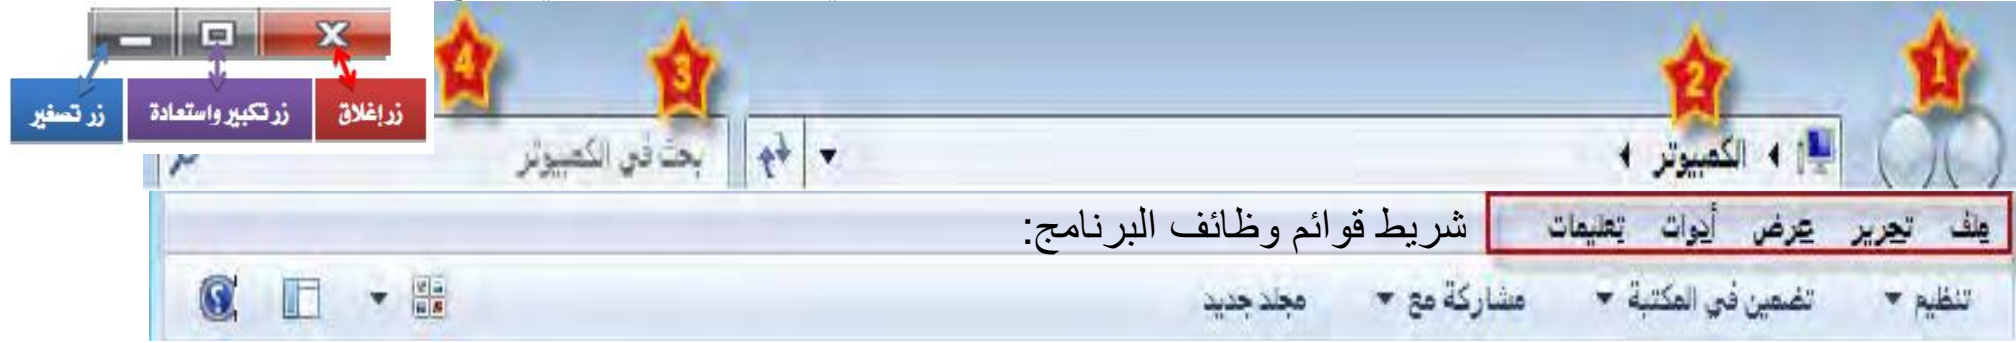 زر إغلاق
زر تكبير واستعادة
زر تصغير
1
2
3
4
الكمبيوتر
بحث في الكمبيوتر
ملف تحرير عرض أدوات تعليمات
شريط قوائم وظائف البرنامج:
تنظيم تضمين في المكتبة مشاركة مع مجلد جديد